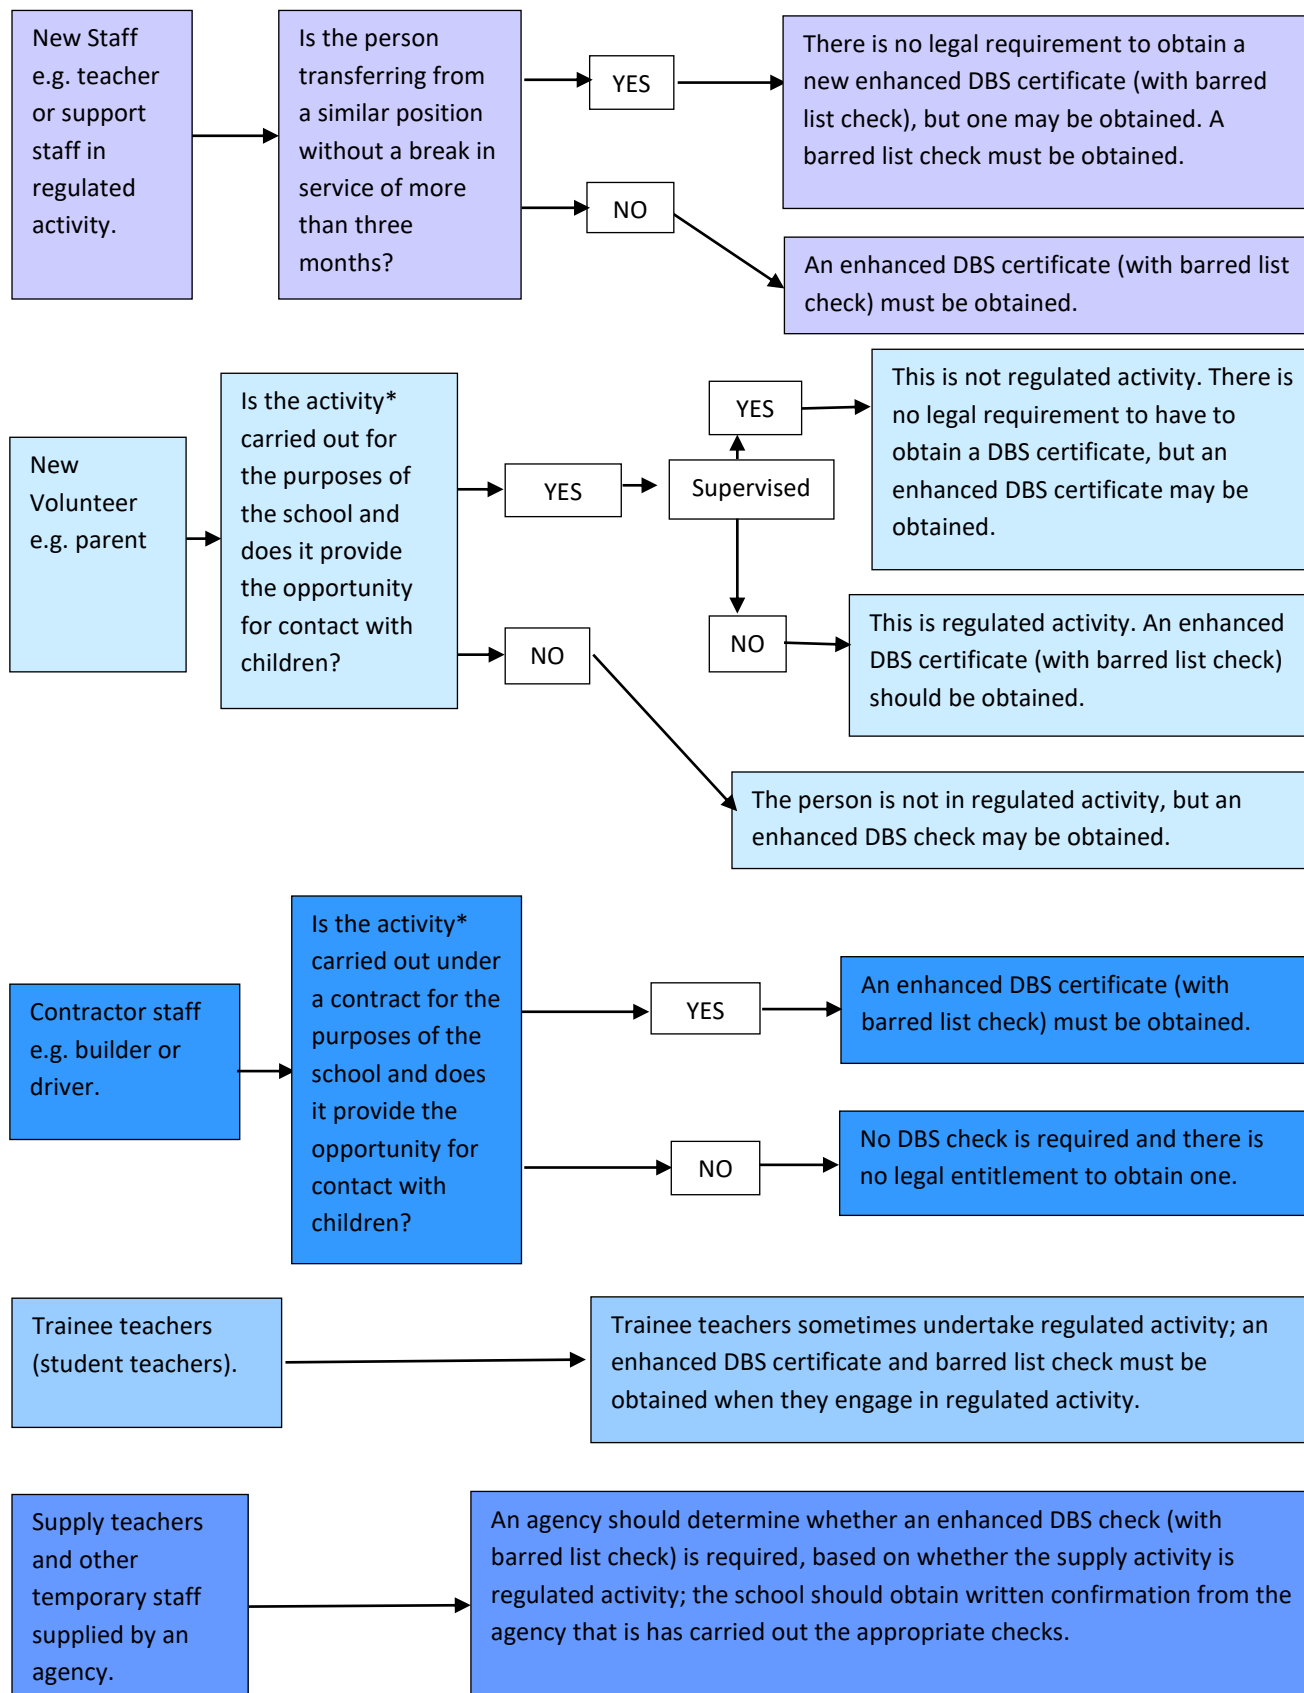 New Staff
e.g. teacher
or support
staff in
regulated
activity.
Is the person
transferring from
a similar position
without a break in
service of more
than three
months?
YES
There is no legal requirement to obtain a
new enhanced DBS certificate (with barred
list check), but one may be obtained. A
barred list check must be obtained.
NO
An enhanced DBS certificate (with barred list
check) must be obtained.
New
Volunteer
e.g. parent
Is the activity*
carried out for
the purposes of
the school and
does it provide
the opportunity
for contact with
children?
YES
Supervised
YES
This is not regulated activity. There is
no legal requirement to have to
obtain a DBS certificate, but an
enhanced DBS certificate may be
obtained.
NO
This is regulated activity. An enhanced
DBS certificate (with barred list check)
should be obtained.
NO
The person is not in regulated activity, but an
enhanced DBS check may be obtained.
Contractor staff
e.g. builder or
driver.
Is the activity*
carried out under
a contract for the
purposes of the
school and does
it provide the
opportunity for
contact with
children?
YES
An enhanced DBS certificate (with
barred list check) must be obtained.
NO
No DBS check is required and there is
no legal entitlement to obtain one.
Trainee teachers
(student teachers).
Trainee teachers sometimes undertake regulated activity; an
enhanced DBS certificate and barred list check must be
obtained when they engage in regulated activity.
Supply teachers
and other
temporary staff
supplied by an
agency.
An agency should determine whether an enhanced DBS check (with
barred list check) is required, based on whether the supply activity is
regulated activity; the school should obtain written confirmation from the
agency that is has carried out the appropriate checks.